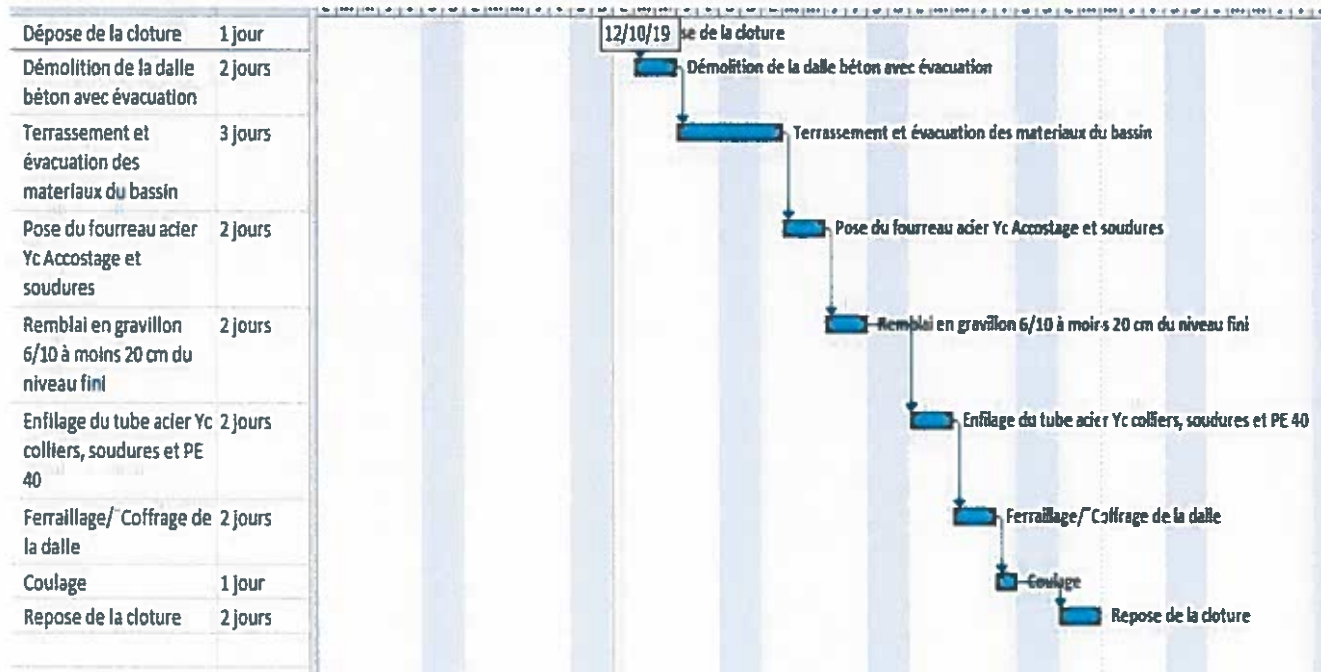 12/10/19
Dépose de la cloture 1 jour
se de la cloture
Démolition de la dalle 2 jours
béton avec évacuation
Démolition de la dalle béton avec évacuation
Terrassement et 3 jours
évacuation des
materiaux du bassin
Terrassement et évacuation des materiaux du bassin
Pose du fourreau acier 2 jours
Yc Accostage et
soudures
Pose du fourreau acier Yc Accostage et soudures
Remblai en gravillon 2 jours
6/10 à moins 20 cm du
niveau fini
Remblai en gravillon 6/10 à moins 20 cm du niveau fini
Enfilage du tube acier Yc 2 jours
colliers, soudures et PE
40
Enfilage du tube acier Yc colliers, soudures et PE 40
Ferraillage/ Coffrage de 2 jours
la dalle
Ferraillage/ Coffrage de la dalle
Coulage 1 jour
Coulage
Repose de la cloture 2 jours
Repose de la cloture